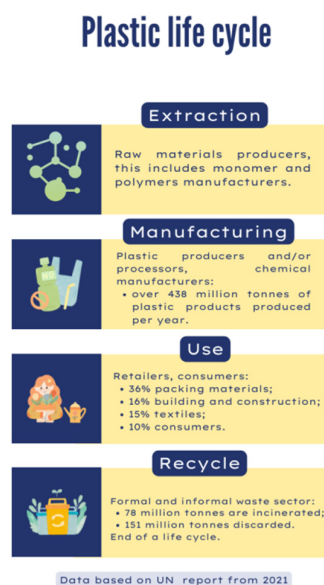 Plastic life cycle
Extraction
Raw materials producers,
this includes monomer and
polymers manufacturers.
Manufacturing
Plastic producers and/or
processors, chemical
manufacturers:
• over 438 million tonnes of
plastic products produced
per year.
Use
Retailers, consumers:
• 36% packing materials;
• 16% building and construction;
• 15% textiles;
• 10% consumers.
Recycle
Formal and informal waste sector:
• 78 million tonnes are incinerated;
• 151 million tonnes discarded.
End of a life cycle.
Data based on UN report from 2021